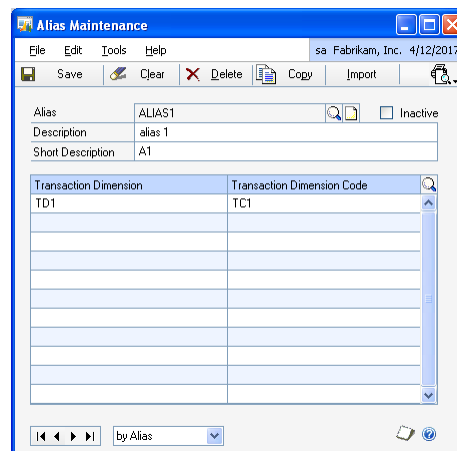 Alias Maintenance
File Edit Tools Help sa Fabrikam, Inc. 4/12/2017
Save Clear Delete Copy Import
Alias ALIAS1 Inactive
Description alias 1
Short Description A1
Transaction Dimension Transaction Dimension Code
TD1 TC1
by Alias